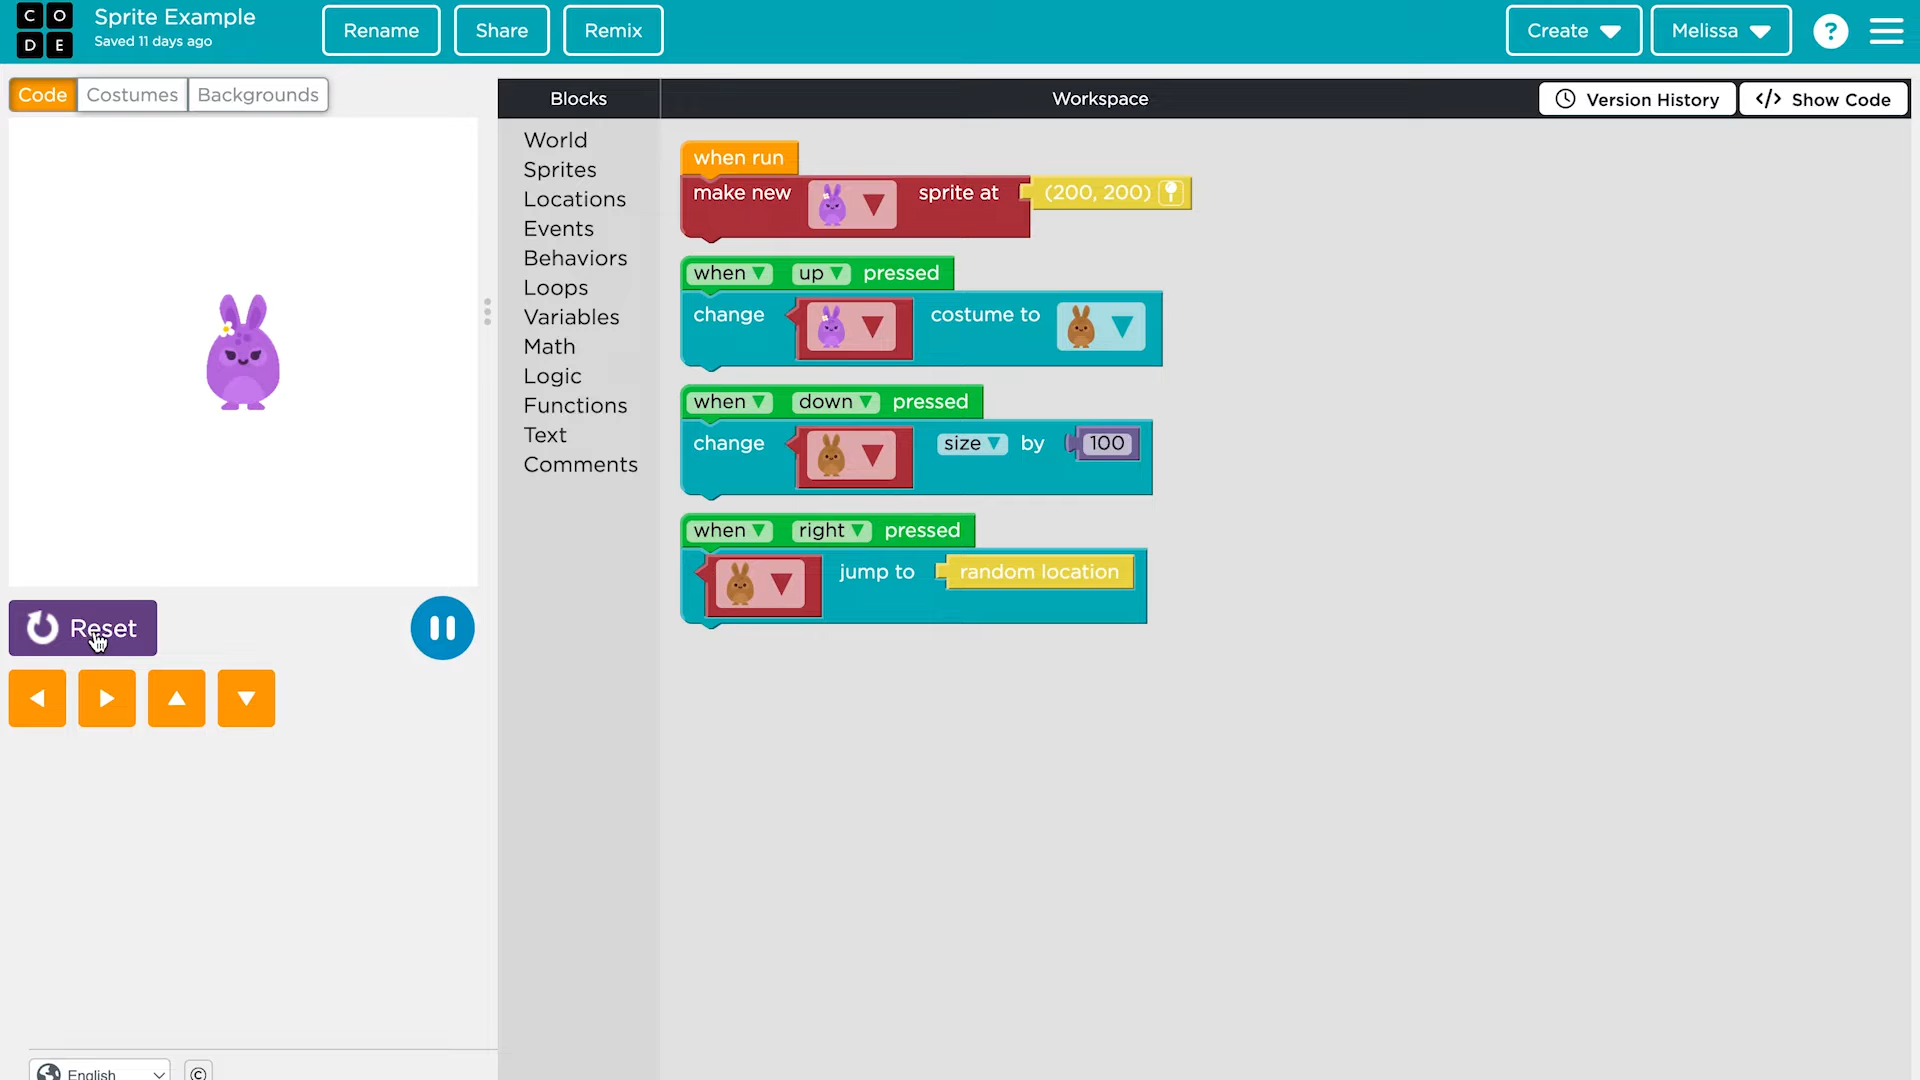 C O
D E
Sprite Example
Saved 11 days ago
Rename
Share
Remix
Create
Melissa
?
Code
Costumes
Backgrounds
Blocks
Workspace
Version History
</> Show Code
World
Sprites
Locations
Events
Behaviors
Loops
Variables
Math
Logic
Functions
Text
Comments
when run
make new sprite at (200, 200)
when up pressed
change costume to
when down pressed
change size by 100
when right pressed
jump to random location
Reset
English
©